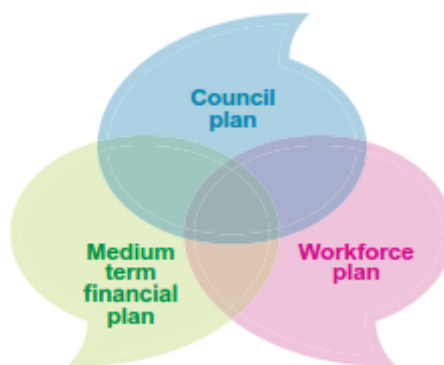 Council
plan
Medium
term
financial
plan
Workforce
plan